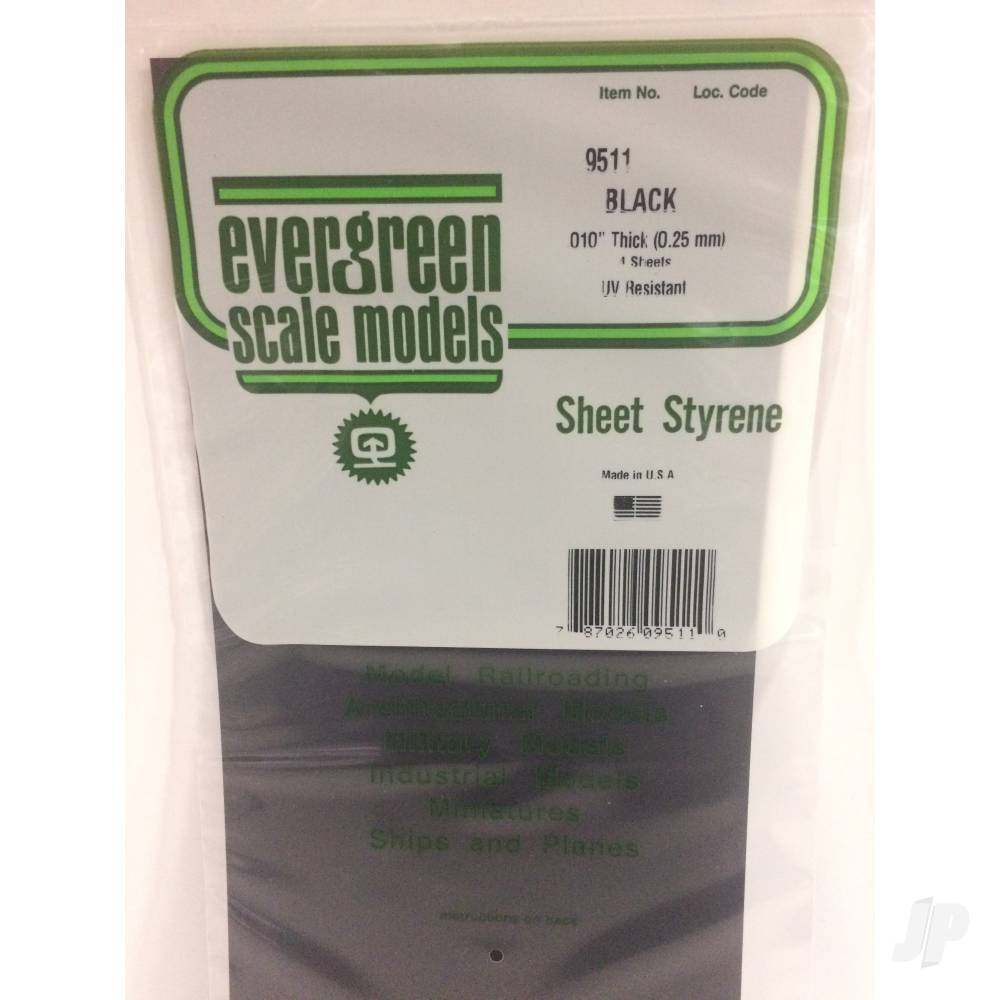 Item No. Loc. Code
9511
BLACK
.010" Thick (0.25 mm)
4 Sheets
UV Resistant
evergreen
scale models
Sheet Styrene
Made in U.S.A.
7 87026 09511 0
Model Railroading
Architectural Models
Military Models
Industrial Models
Miniatures
Ships and Planes
Instructions on back
JP